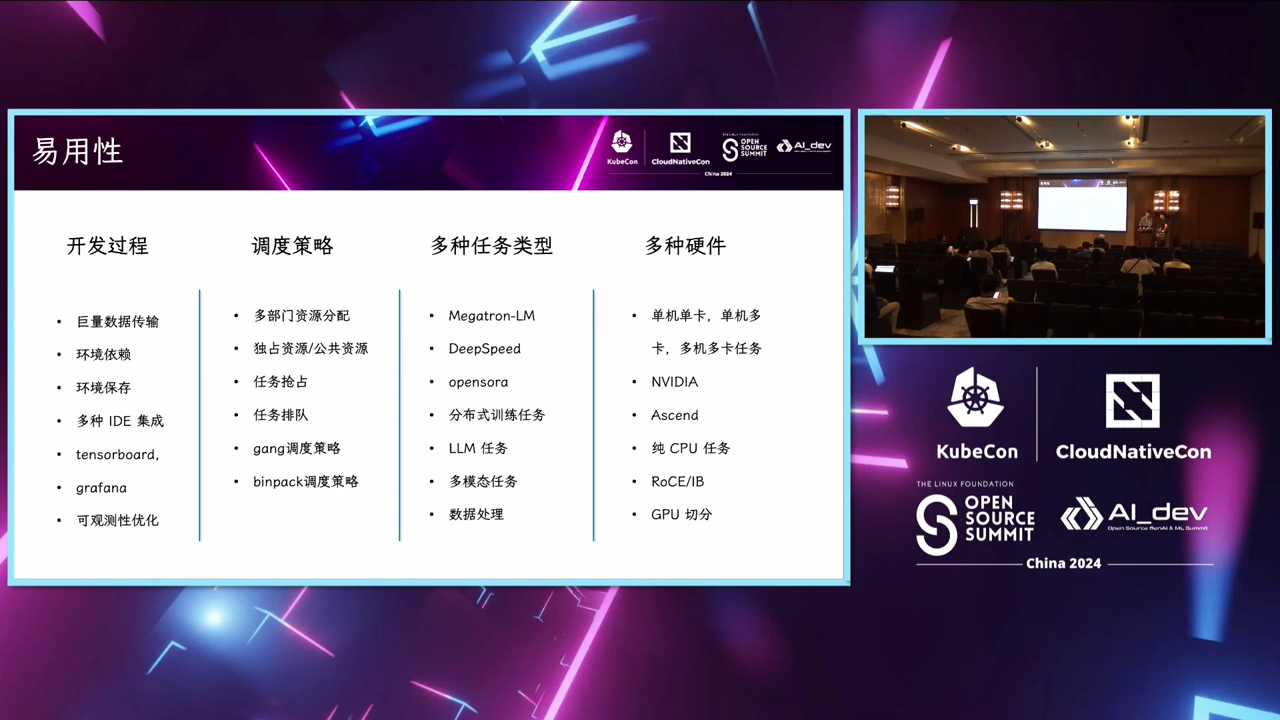 易用性
KubeCon
CloudNativeCon
THE LINUX FOUNDATION
OPEN
SOURCE
SUMMIT
AI_dev
China 2024
开发过程
• 巨量数据传输
• 环境依赖
• 环境保存
• 多种 IDE 集成
• tensorboard,
• grafana
• 可观测性优化
调度策略
• 多部门资源分配
• 独占资源/公共资源
• 任务抢占
• 任务排队
• gang调度策略
• binpack调度策略
多种任务类型
• Megatron-LM
• DeepSpeed
• opensora
• 分布式训练任务
• LLM 任务
• 多模态任务
• 数据处理
多种硬件
• 单机单卡，单机多
卡，多机多卡任务
• NVIDIA
• Ascend
• 纯 CPU 任务
• RoCE/IB
• GPU 切分
KubeCon
CloudNativeCon
THE LINUX FOUNDATION
OPEN
SOURCE
SUMMIT
AI_dev
Open Source GenAI & ML Summit
China 2024